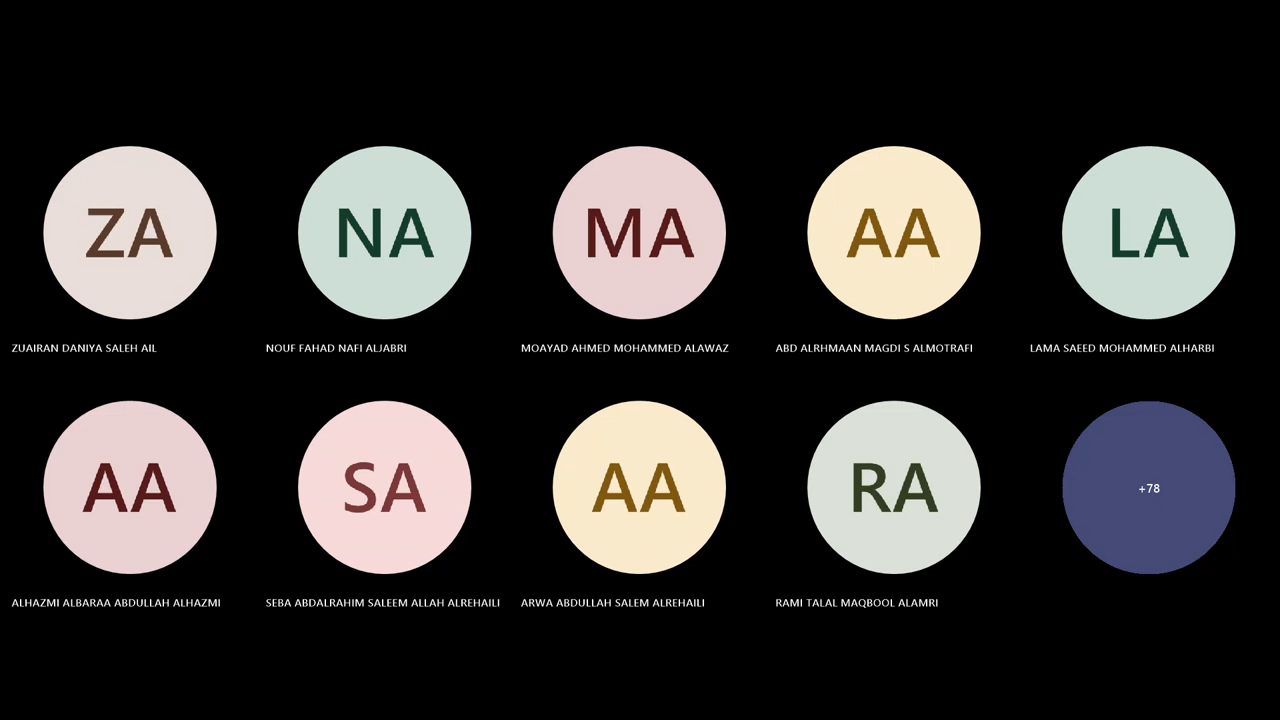 ZA
NA
MA
AA
LA
ZUAIRAN DANIYA SALEH AIL
NOUF FAHAD NAFI ALJABRI
MOAYAD AHMED MOHAMMED ALAWAZ
ABD ALRHMAAN MAGDI S ALMOTRAFI
LAMA SAEED MOHAMMED ALHARBI
AA
SA
AA
RA
+78
ALHAZMI ALBARAA ABDULLAH ALHAZMI
SEBA ABDALRAHIM SALEEM ALLAH ALREHAILI
ARWA ABDULLAH SALEM ALREHAILI
RAMI TALAL MAQBOOL ALAMRI